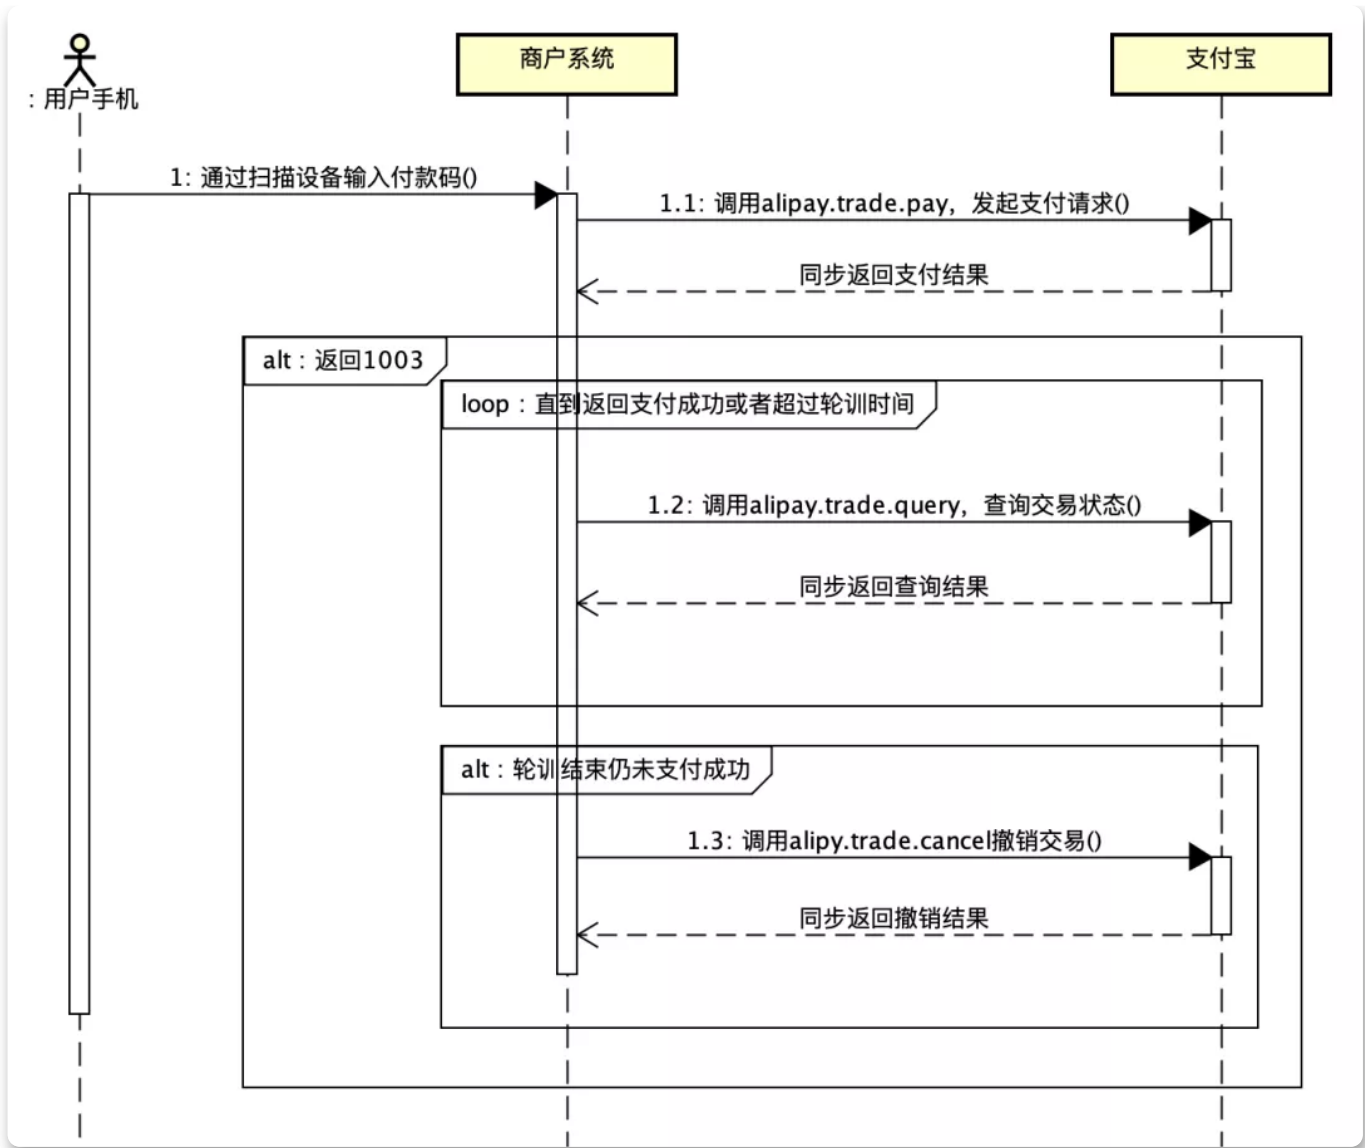 : 用户手机
商户系统
支付宝
1: 通过扫描设备输入付款码()
1.1: 调用alipay.trade.pay，发起支付请求()
同步返回支付结果
alt : 返回1003
loop : 直到返回支付成功或者超过轮训时间
1.2: 调用alipay.trade.query，查询交易状态()
同步返回查询结果
alt : 轮训结束仍未支付成功
1.3: 调用alipy.trade.cancel撤销交易()
同步返回撤销结果